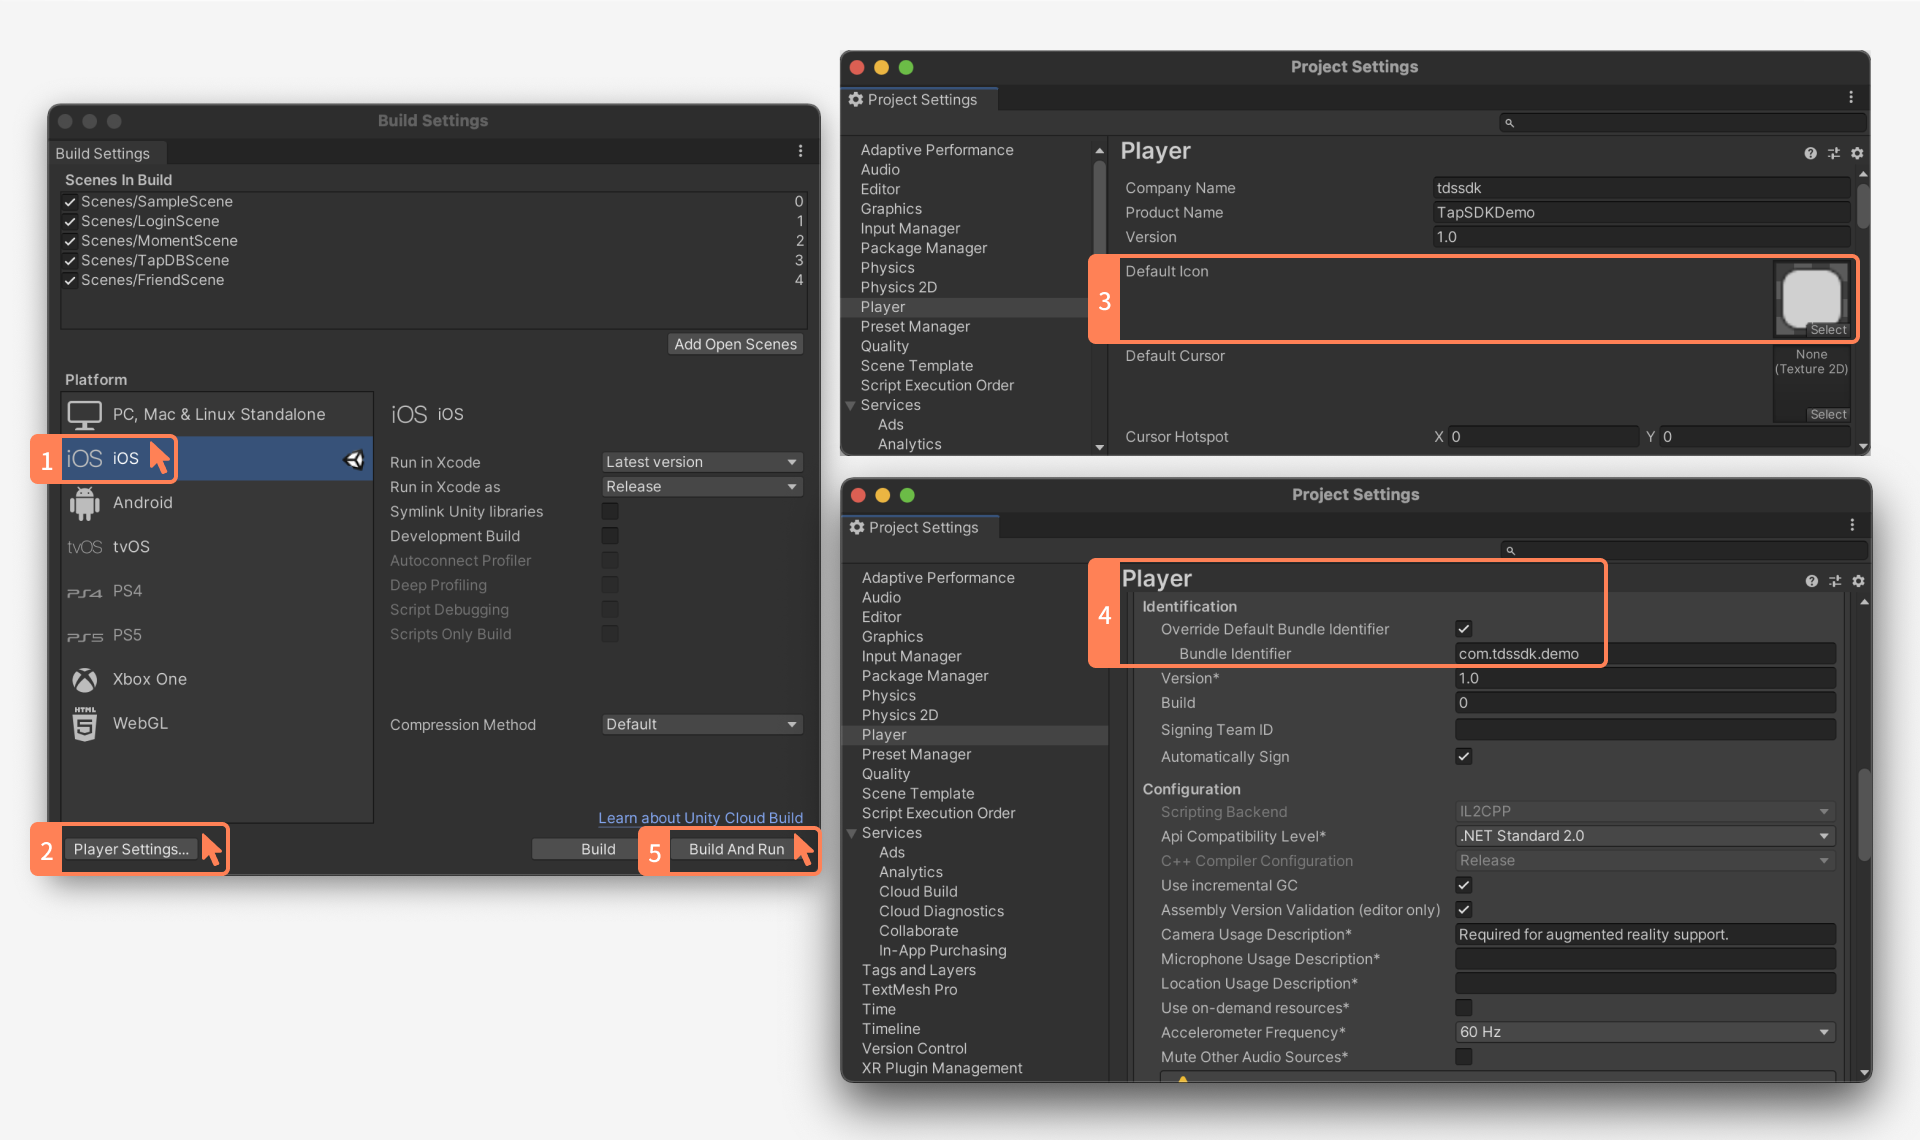 Build Settings
Build Settings
Scenes In Build
Scenes/SampleScene 0
Scenes/LoginScene 1
Scenes/MomentScene 2
Scenes/TapDBScene 3
Scenes/FriendScene 4
Add Open Scenes
Platform
PC, Mac & Linux Standalone
1 iOS iOS
Android
tvOS tvOS
PS4 PS4
PS5 PS5
Xbox One
HTML 5 WebGL
iOS iOS
Run in Xcode Latest version
Run in Xcode as Release
Symlink Unity libraries
Development Build
Autoconnect Profiler
Deep Profiling
Script Debugging
Scripts Only Build
Compression Method Default
Learn about Unity Cloud Build
2 Player Settings...
Build
5 Build And Run
Project Settings
Project Settings
Adaptive Performance
Audio
Editor
Graphics
Input Manager
Package Manager
Physics
Physics 2D
Player
Preset Manager
Quality
Scene Template
Script Execution Order
Services
Ads
Analytics
Player
Company Name tdssdk
Product Name TapSDKDemo
Version 1.0
3 Default Icon
Select
Default Cursor
None
(Texture 2D)
Select
Cursor Hotspot X 0 Y 0
Project Settings
Project Settings
Adaptive Performance
Audio
Editor
Graphics
Input Manager
Package Manager
Physics
Physics 2D
Player
Preset Manager
Quality
Scene Template
Script Execution Order
Services
Ads
Analytics
Cloud Build
Cloud Diagnostics
Collaborate
In-App Purchasing
Tags and Layers
TextMesh Pro
Time
Timeline
Version Control
XR Plugin Management
4 Player
Identification
Override Default Bundle Identifier
Bundle Identifier com.tdssdk.demo
Version* 1.0
Build 0
Signing Team ID
Automatically Sign
Configuration
Scripting Backend IL2CPP
Api Compatibility Level* .NET Standard 2.0
C++ Compiler Configuration Release
Use incremental GC
Assembly Version Validation (editor only)
Camera Usage Description* Required for augmented reality support.
Microphone Usage Description*
Location Usage Description*
Use on-demand resources*
Accelerometer Frequency* 60 Hz
Mute Other Audio Sources*